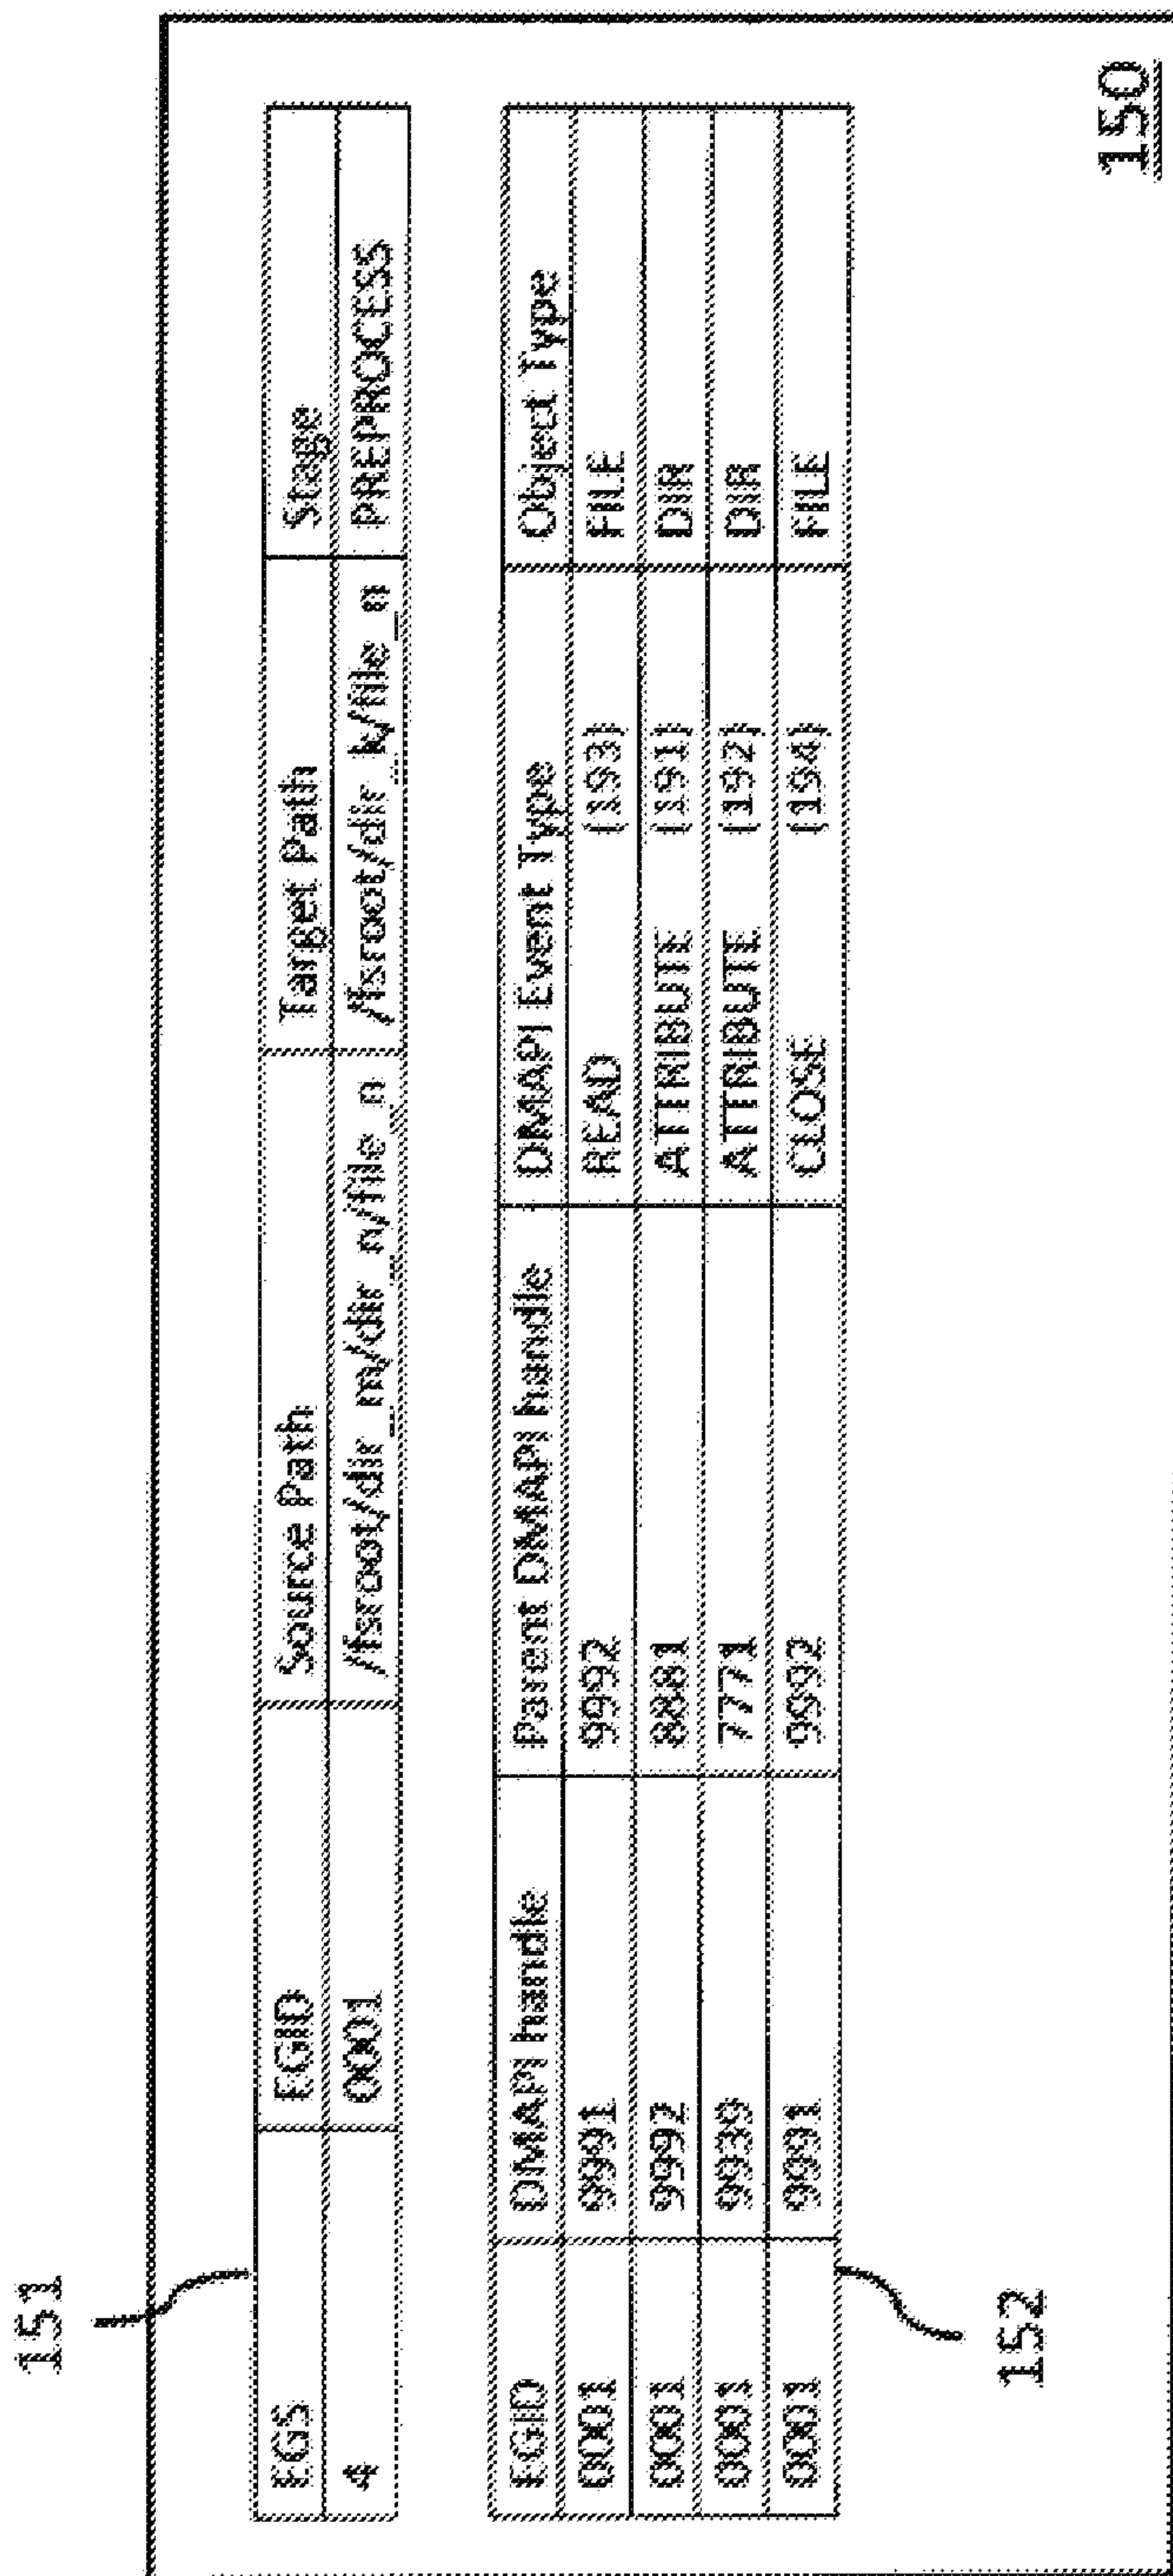 151
EGS EGID Source Path Target Path Stage
4 0001 /fsroot/dir_m/dir_n/file_n /fsroot/dir_k/file_n PREPROCESS
EGID DMAPI handle Parent DMAPI handle DMAPI Event Type Object Type
0001 9991 9992 READ (193) FILE
0001 9992 8881 ATTRIBUTE (191) DIR
0001 9939 7771 ATTRIBUTE (192) DIR
0001 9991 9992 CLOSE (194) FILE
152
150